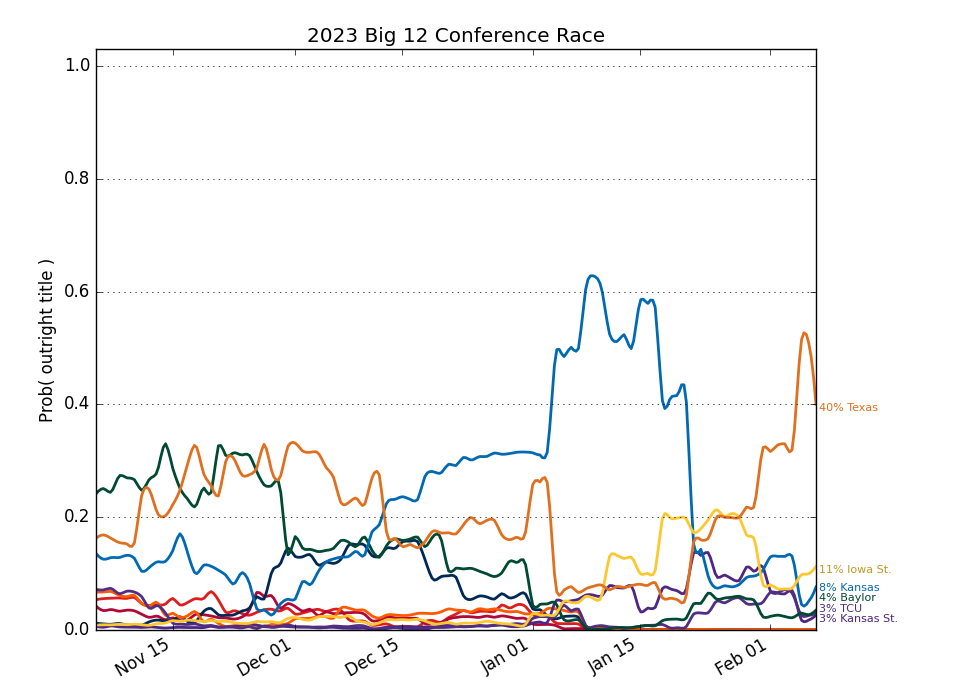 2023 Big 12 Conference Race
Prob( outright title )
1.0
0.8
0.6
0.4
0.2
0.0
Nov 15
Dec 01
Dec 15
Jan 01
Jan 15
Feb 01
40% Texas
11% Iowa St.
8% Kansas
4% Baylor
3% TCU
3% Kansas St.